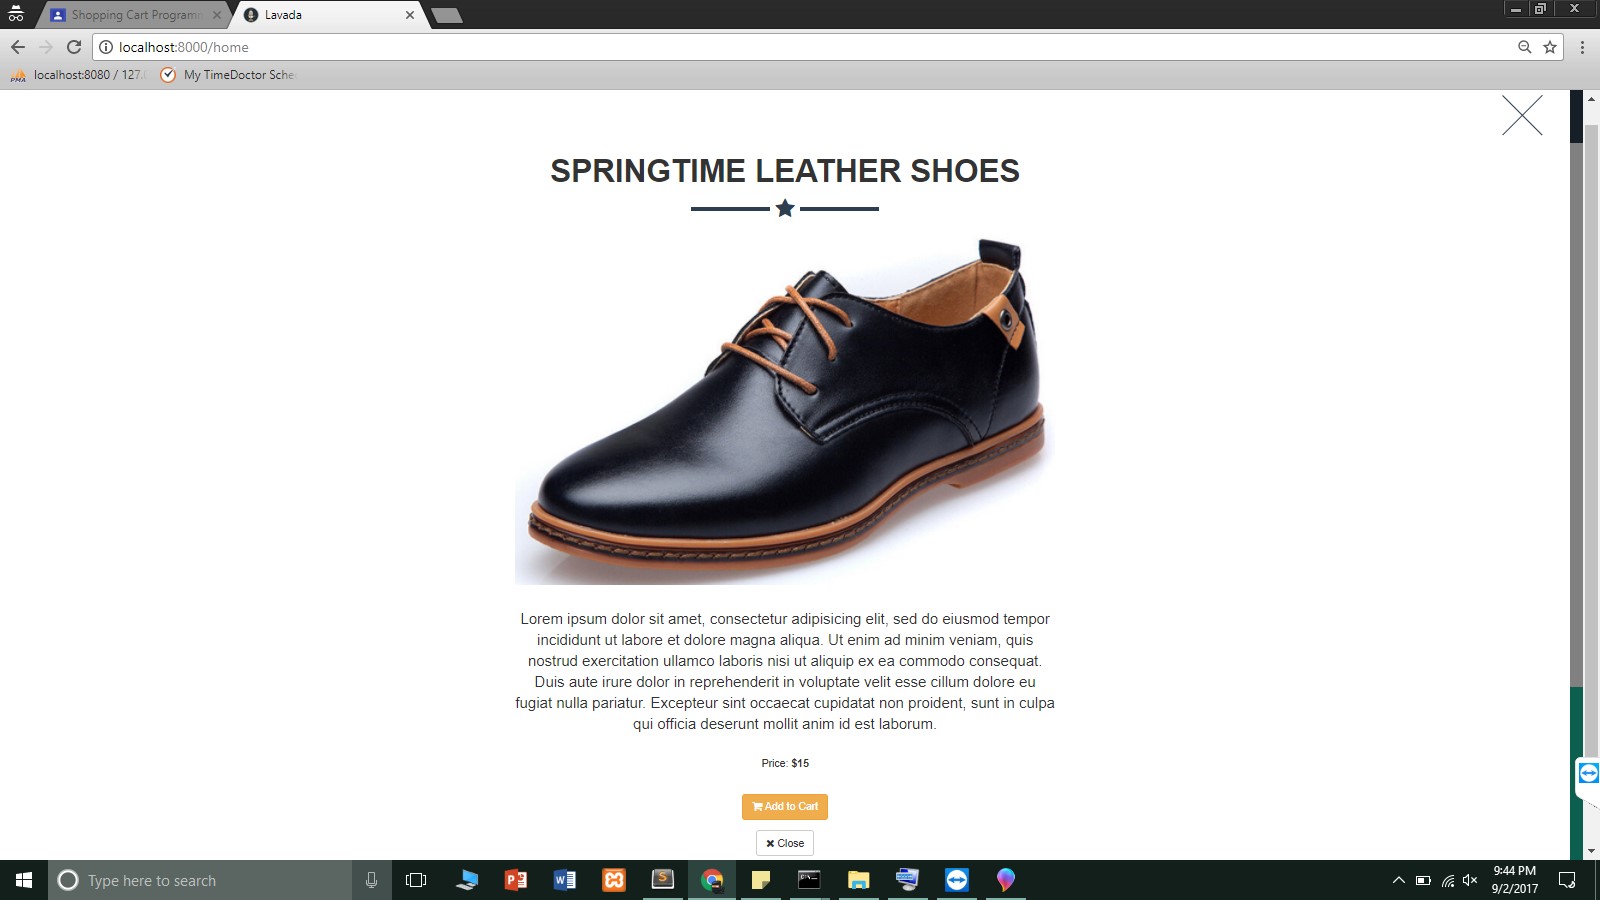 Shopping Cart Programm
Lavada
localhost:8000/home
PMA
localhost:8080 / 127.
My TimeDoctor Sche
SPRINGTIME LEATHER SHOES
Lorem ipsum dolor sit amet, consectetur adipisicing elit, sed do eiusmod tempor
incididunt ut labore et dolore magna aliqua. Ut enim ad minim veniam, quis
nostrud exercitation ullamco laboris nisi ut aliquip ex ea commodo consequat.
Duis aute irure dolor in reprehenderit in voluptate velit esse cillum dolore eu
fugiat nulla pariatur. Excepteur sint occaecat cupidatat non proident, sunt in culpa
qui officia deserunt mollit anim id est laborum.
Price: $15
Add to Cart
Close
Type here to search
9:44 PM
9/2/2017